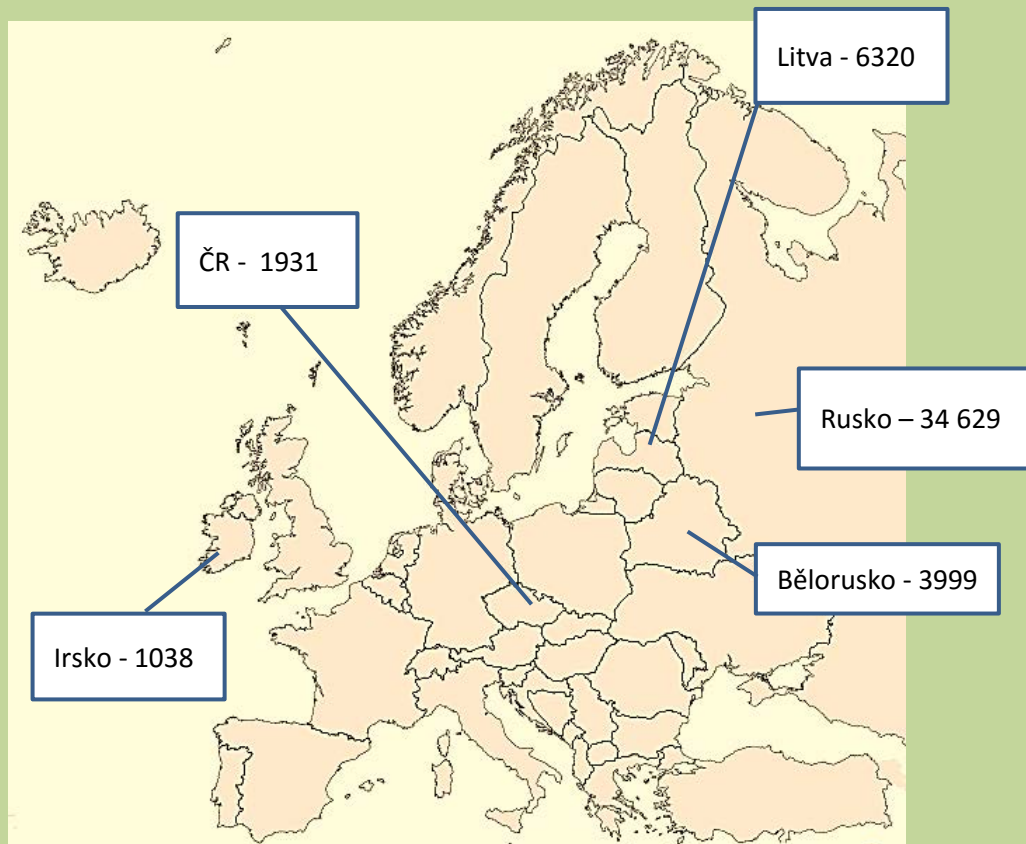 Litva - 6320
ČR - 1931
Rusko – 34 629
Bělorusko - 3999
Irsko - 1038